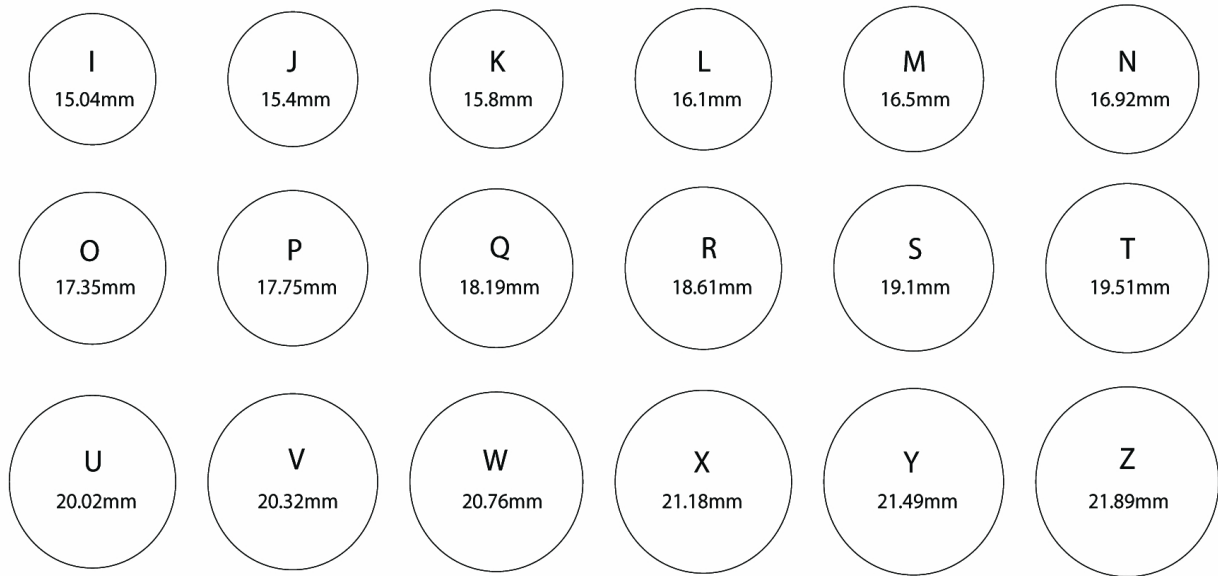 I
15.04mm
J
15.4mm
K
15.8mm
L
16.1mm
M
16.5mm
N
16.92mm
O
17.35mm
P
17.75mm
Q
18.19mm
R
18.61mm
S
19.1mm
T
19.51mm
U
20.02mm
V
20.32mm
W
20.76mm
X
21.18mm
Y
21.49mm
Z
21.89mm